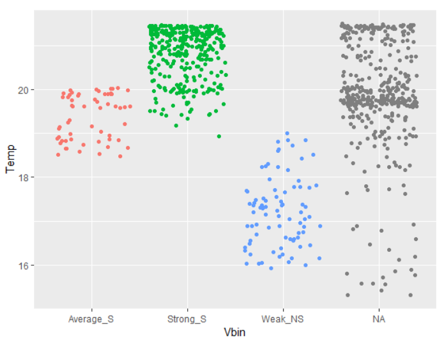 20
18
16
Temp
Average_S Strong_S Weak_NS NA
Vbin